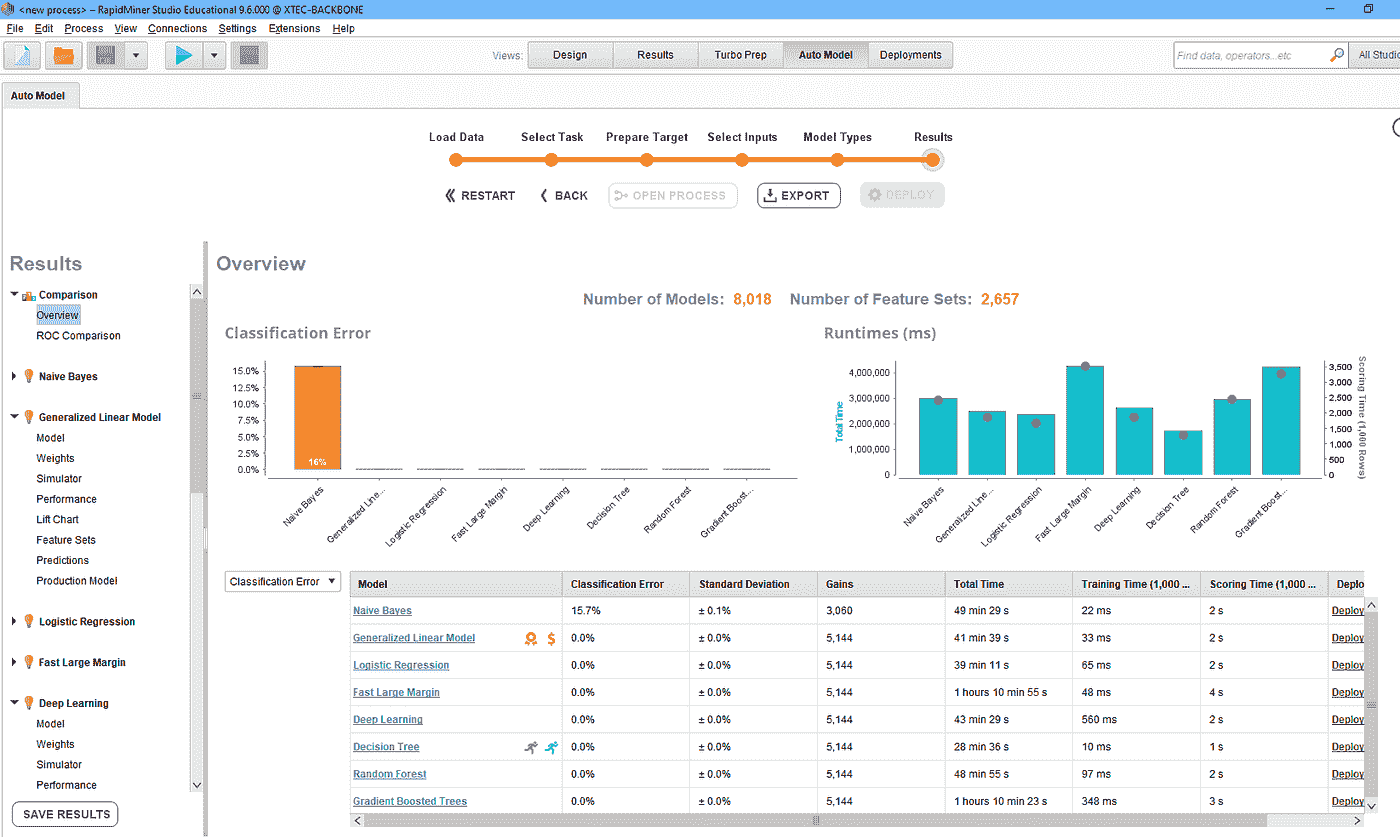 <new process> – RapidMiner Studio Educational 9.6.000 @ XTEC-BACKBONE
File Edit Process View Connections Settings Extensions Help
Views: Design Results Turbo Prep Auto Model Deployments Find data, operators...etc All Studio
Auto Model
Load Data Select Task Prepare Target Select Inputs Model Types Results
RESTART BACK OPEN PROCESS EXPORT DEPLOY
Results
Comparison
Overview
ROC Comparison
Naive Bayes
Generalized Linear Model
Model
Weights
Simulator
Performance
Lift Chart
Feature Sets
Predictions
Production Model
Logistic Regression
Fast Large Margin
Deep Learning
Model
Weights
Simulator
Performance
SAVE RESULTS
Overview
Number of Models: 8,018 Number of Feature Sets: 2,657
Classification Error
15.0%
12.5%
10.0%
7.5%
5.0%
2.5%
0.0%
16%
Naive Bayes
Generalized Line...
Logistic Regression
Fast Large Margin
Deep Learning
Decision Tree
Random Forest
Gradient Boost...
Runtimes (ms)
Total Time
4,000,000
3,000,000
2,000,000
1,000,000
0
3,500
3,000
2,500
2,000
1,500
1,000
500
0
Scoring Time (1,000 Rows)
Naive Bayes
Generalized Line...
Logistic Regression
Fast Large Margin
Deep Learning
Decision Tree
Random Forest
Gradient Boost...
Classification Error
Model Classification Error Standard Deviation Gains Total Time Training Time (1,000 ... Scoring Time (1,000 ... Deplo
Naive Bayes 15.7% ± 0.1% 3,060 49 min 29 s 22 ms 2 s Deploy
Generalized Linear Model $ 0.0% ± 0.0% 5,144 41 min 39 s 33 ms 2 s Deploy
Logistic Regression 0.0% ± 0.0% 5,144 39 min 11 s 65 ms 2 s Deploy
Fast Large Margin 0.0% ± 0.0% 5,144 1 hours 10 min 55 s 48 ms 4 s Deploy
Deep Learning 0.0% ± 0.0% 5,144 43 min 29 s 560 ms 2 s Deploy
Decision Tree 0.0% ± 0.0% 5,144 28 min 36 s 10 ms 1 s Deploy
Random Forest 0.0% ± 0.0% 5,144 48 min 55 s 97 ms 2 s Deploy
Gradient Boosted Trees 0.0% ± 0.0% 5,144 1 hours 10 min 23 s 348 ms 3 s Deploy